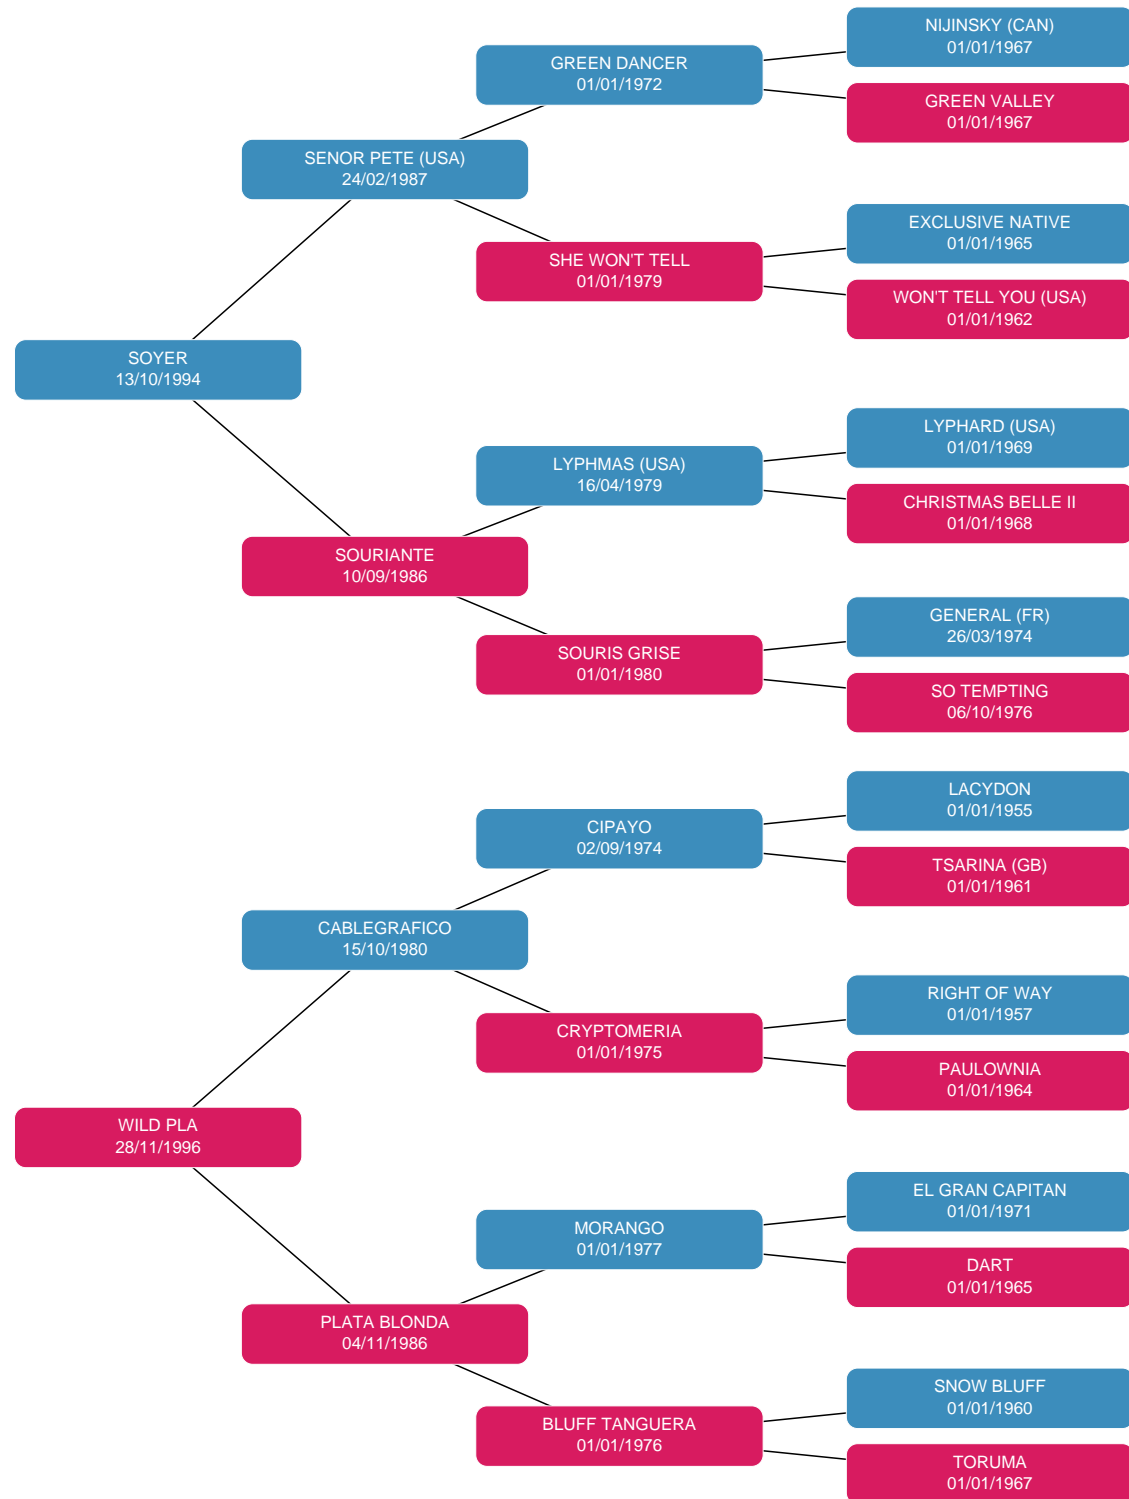 NIJINSKY (CAN)
01/01/1967
GREEN DANCER
01/01/1972
GREEN VALLEY
01/01/1967
SENOR PETE (USA)
24/02/1987
EXCLUSIVE NATIVE
01/01/1965
SHE WON'T TELL
01/01/1979
WON'T TELL YOU (USA)
01/01/1962
SOYER
13/10/1994
LYPHARD (USA)
01/01/1969
LYPHMAS (USA)
16/04/1979
CHRISTMAS BELLE II
01/01/1968
SOURIANTE
10/09/1986
GENERAL (FR)
26/03/1974
SOURIS GRISE
01/01/1980
SO TEMPTING
06/10/1976
LACYDON
01/01/1955
CIPAYO
02/09/1974
TSARINA (GB)
01/01/1961
CABLEGRAFICO
15/10/1980
RIGHT OF WAY
01/01/1957
CRYPTOMERIA
01/01/1975
PAULOWNIA
01/01/1964
WILD PLA
28/11/1996
EL GRAN CAPITAN
01/01/1971
MORANGO
01/01/1977
DART
01/01/1965
PLATA BLONDA
04/11/1986
SNOW BLUFF
01/01/1960
BLUFF TANGUERA
01/01/1976
TORUMA
01/01/1967